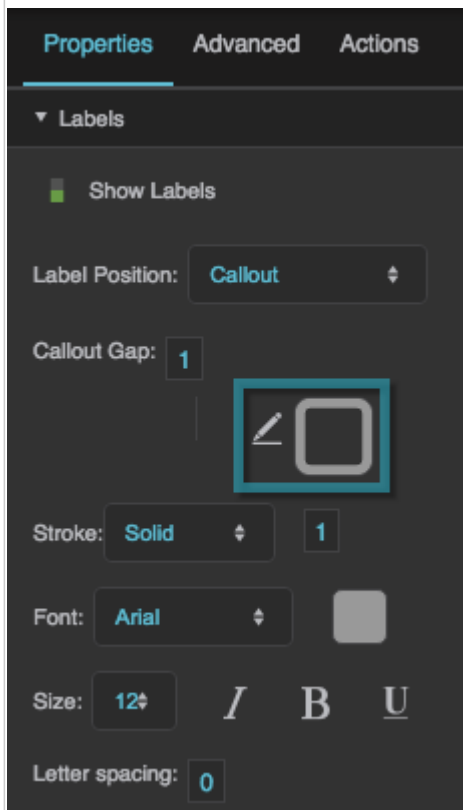 Properties Advanced Actions
Labels
Show Labels
Label Position: Callout
Callout Gap: 1
Stroke: Solid 1
Font: Arial
Size: 12 I B U
Letter spacing: 0